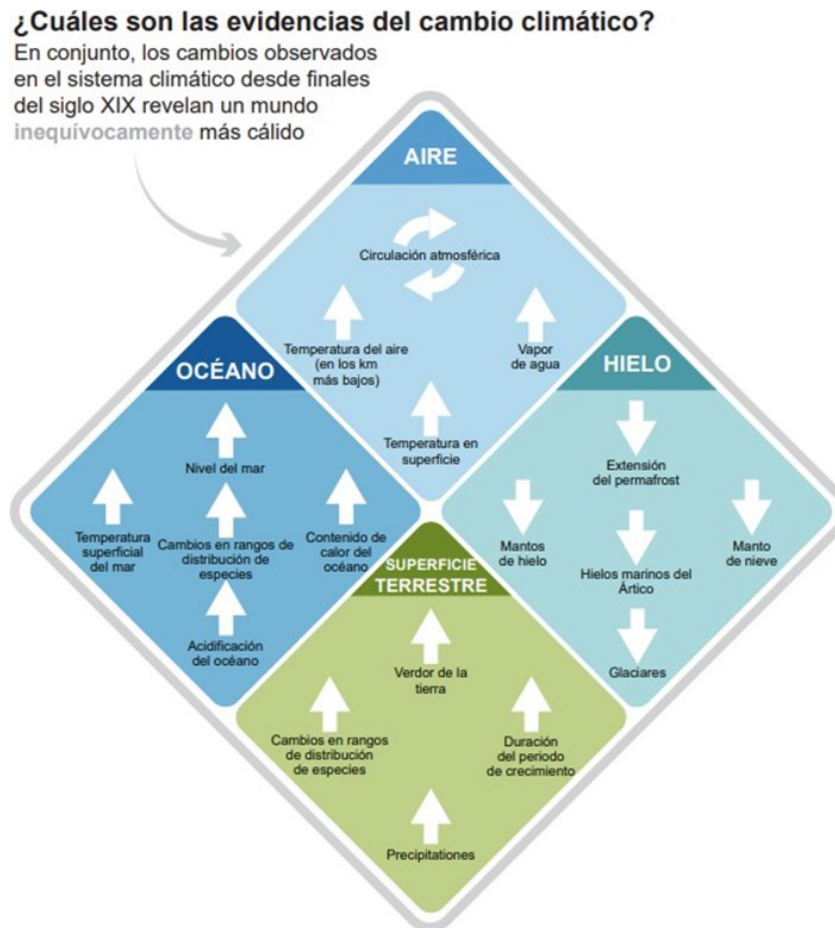 ¿Cuáles son las evidencias del cambio climático?
En conjunto, los cambios observados
en el sistema climático desde finales
del siglo XIX revelan un mundo
inequívocamente más cálido
AIRE
Circulación atmosférica
Temperatura del aire
(en los km
más bajos)
Vapor
de agua
Temperatura en
superficie
OCÉANO
Nivel del mar
Temperatura
superficial
del mar
Cambios en rangos de
distribución de
especies
Contenido de
calor del
océano
Acidificación
del océano
HIELO
Extensión
del permafrost
Mantos
de hielo
Hielos marinos del
Ártico
Manto
de nieve
Glaciares
SUPERFICIE
TERRESTRE
Verdor de la
tierra
Cambios en rangos
de distribución
de especies
Duración
del periodo
de crecimiento
Precipitationes